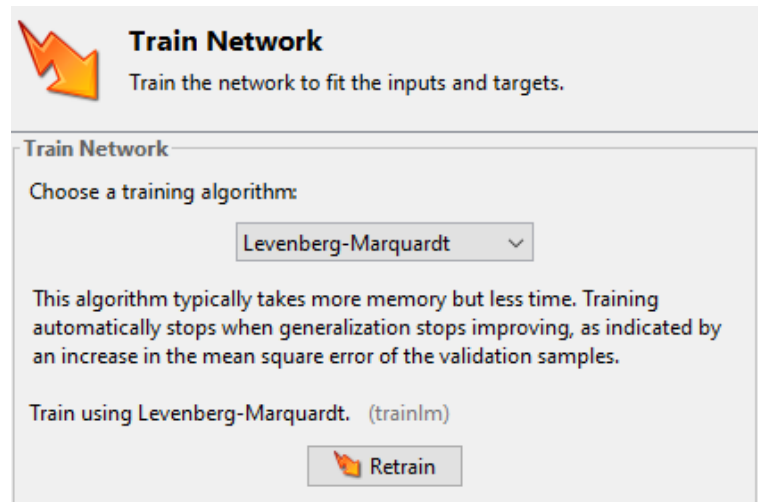 Train Network
Train the network to fit the inputs and targets.
Train Network
Choose a training algorithm:
Levenberg-Marquardt
This algorithm typically takes more memory but less time. Training
automatically stops when generalization stops improving, as indicated by
an increase in the mean square error of the validation samples.
Train using Levenberg-Marquardt. (trainlm)
Retrain